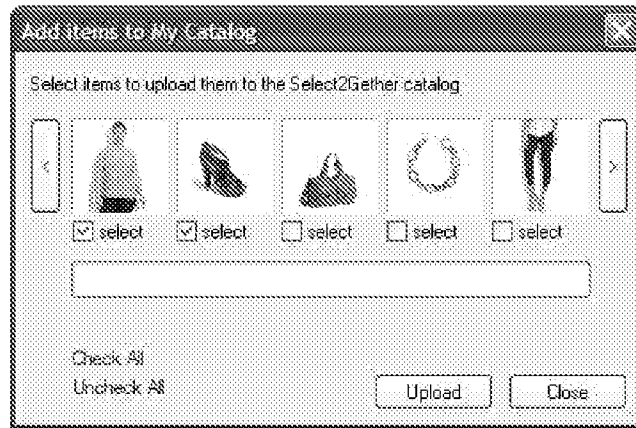 Add Items to My Catalog
Select items to upload them to the Select2Gether catalog
< >
select select select select select
Check All
Uncheck All
Upload Close